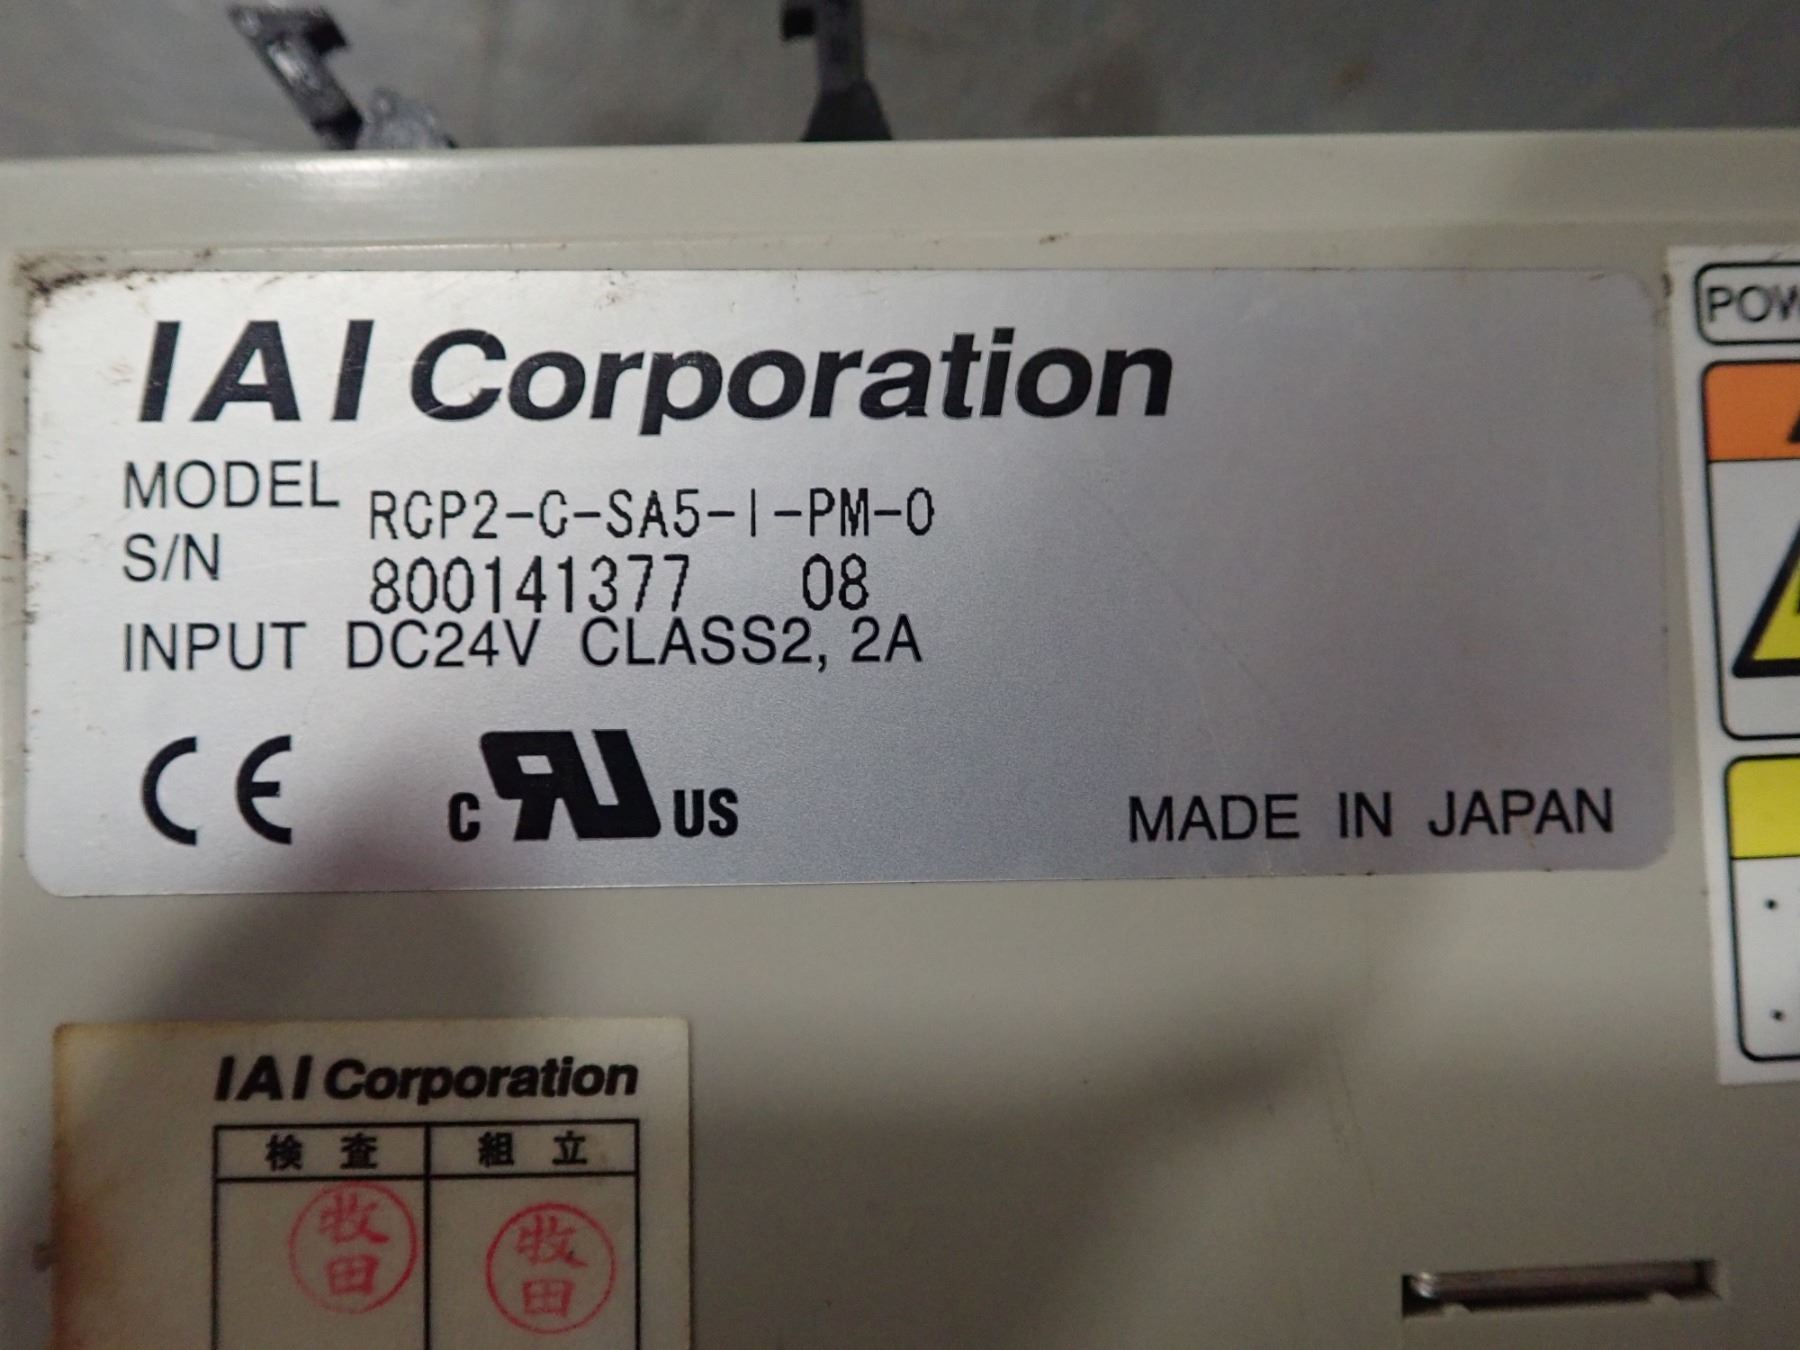 IAI Corporation
MODEL RCP2-C-SA5-I-PM-0
S/N 800141377 08
INPUT DC24V CLASS2, 2A
CE c RU US
MADE IN JAPAN
IAI Corporation
検査 組立
牧田 牧田